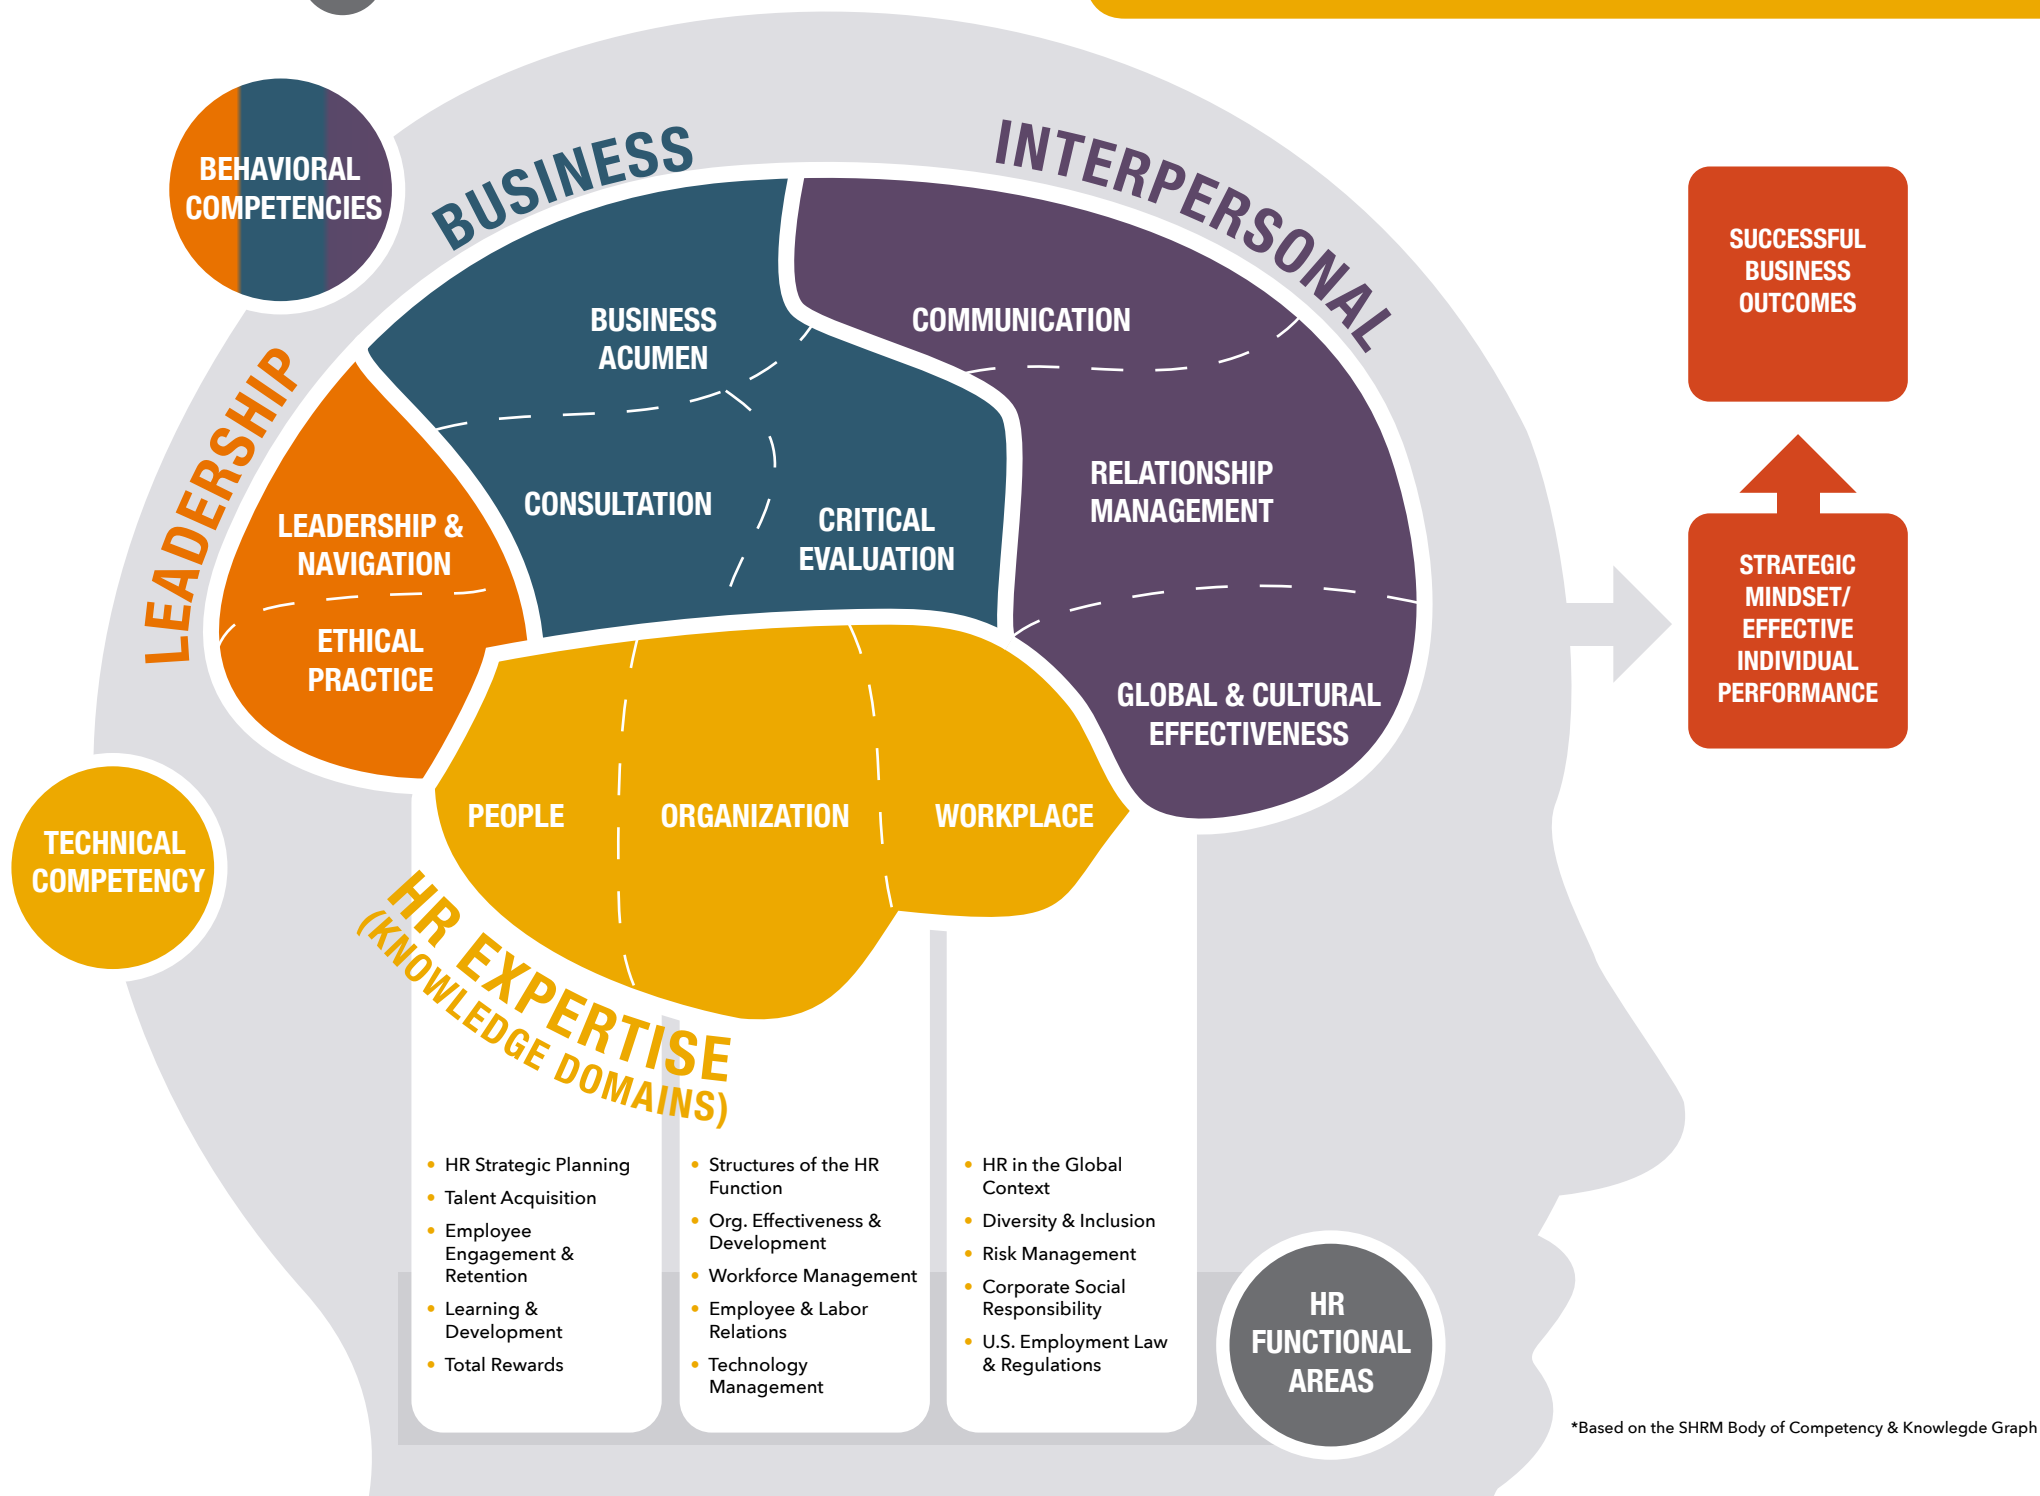 BEHAVIORAL
COMPETENCIES
BUSINESS
INTERPERSONAL
LEADERSHIP
BUSINESS
ACUMEN
COMMUNICATION
CONSULTATION
CRITICAL
EVALUATION
RELATIONSHIP
MANAGEMENT
LEADERSHIP &
NAVIGATION
ETHICAL
PRACTICE
GLOBAL & CULTURAL
EFFECTIVENESS
SUCCESSFUL
BUSINESS
OUTCOMES
STRATEGIC
MINDSET/
EFFECTIVE
INDIVIDUAL
PERFORMANCE
TECHNICAL
COMPETENCY
PEOPLE
ORGANIZATION
WORKPLACE
HR EXPERTISE
(KNOWLEDGE DOMAINS)
• HR Strategic Planning
• Talent Acquisition
• Employee
Engagement &
Retention
• Learning &
Development
• Total Rewards
• Structures of the HR
Function
• Org. Effectiveness &
Development
• Workforce Management
• Employee & Labor
Relations
• Technology
Management
• HR in the Global
Context
• Diversity & Inclusion
• Risk Management
• Corporate Social
Responsibility
• U.S. Employment Law
& Regulations
HR
FUNCTIONAL
AREAS
*Based on the SHRM Body of Competency & Knowlegde Graph